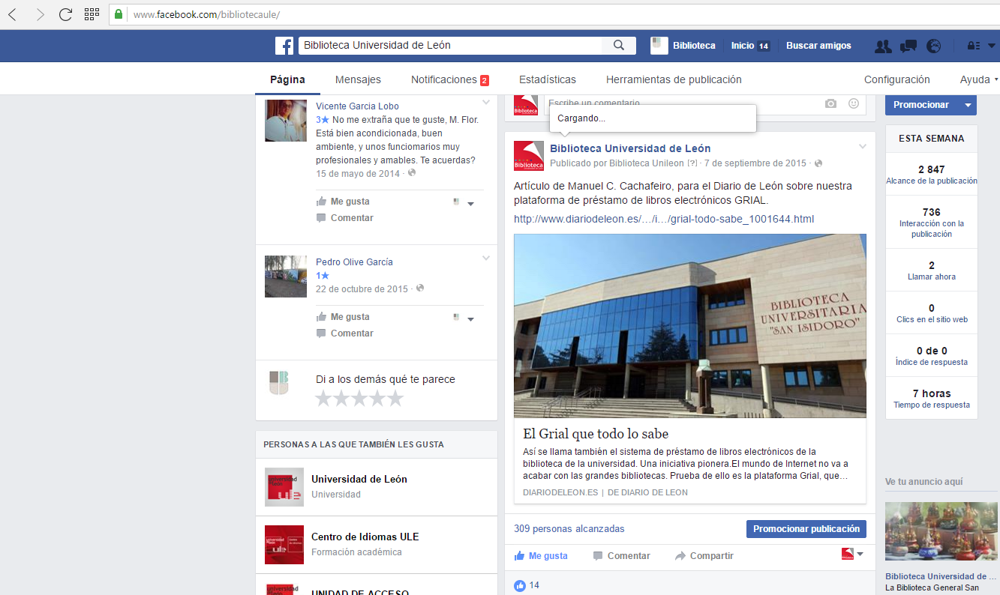 www.facebook.com/bibliotecaule/
Biblioteca Universidad de León
Biblioteca
Inicio 14
Buscar amigos
Página
Mensajes
Notificaciones 2
Estadísticas
Herramientas de publicación
Configuración
Ayuda
Vicente Garcia Lobo
3★ No me extraña que te guste, M. Flor.
Está bien acondicionada, buen
ambiente, y unos funcionarios muy
profesionales y amables. Te acuerdas?
15 de mayo de 2014 ·
Me gusta
Comentar
Pedro Olive García
1★
22 de octubre de 2015 ·
Me gusta
Comentar
Di a los demás qué te parece
PERSONAS A LAS QUE TAMBIÉN LES GUSTA
Universidad de León
Universidad
Centro de Idiomas ULE
Formación académica
UNIDAD DE ACCESO
Biblioteca
Escribe un comentario
Cargando...
Biblioteca
Biblioteca Universidad de León
Publicado por Biblioteca Unileon [?] · 7 de septiembre de 2015 ·
Artículo de Manuel C. Cachafeiro, para el Diario de León sobre nuestra
plataforma de préstamo de libros electrónicos GRIAL.
http://www.diariodeleon.es/…/i…/grial-todo-sabe_1001644.html
BIBLIOTECA
UNIVERSITARIA
"SAN ISIDORO"
El Grial que todo lo sabe
Así se llama también el sistema de préstamo de libros electrónicos de la
biblioteca de la universidad. Una iniciativa pionera.El mundo de Internet no va a
acabar con las grandes bibliotecas. Prueba de ello es la plataforma Grial, que…
DIARIODELEON.ES | DE DIARIO DE LEON
309 personas alcanzadas
Promocionar publicación
Me gusta
Comentar
Compartir
14
Promocionar
ESTA SEMANA
2 847
Alcance de la publicación
736
Interacción con la
publicación
2
Llamar ahora
0
Clics en el sitio web
0 de 0
Índice de respuesta
7 horas
Tiempo de respuesta
Ve tu anuncio aquí
Biblioteca Universidad de …
La Biblioteca General San